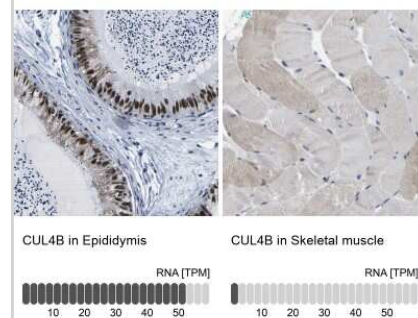 CUL4B in Epididymis
CUL4B in Skeletal muscle
RNA [TPM]
RNA [TPM]
10 20 30 40 50
10 20 30 40 50